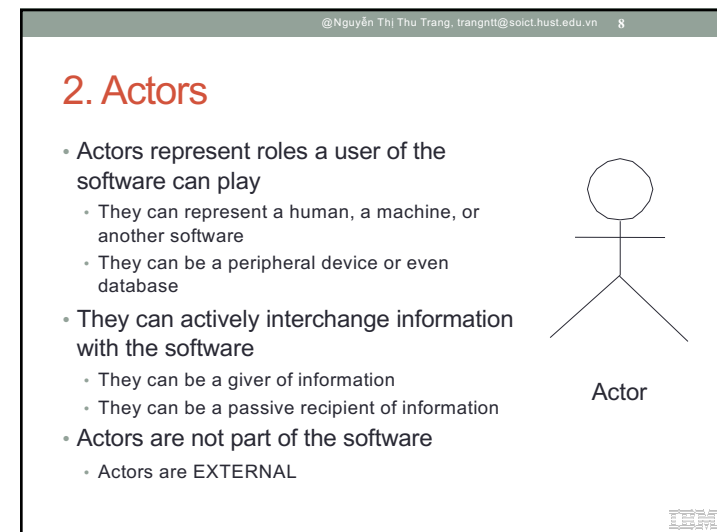 @Nguyễn Thị Thu Trang, trangntt@soict.hust.edu.vn 8
2. Actors
• Actors represent roles a user of the
software can play
• They can represent a human, a machine, or
another software
• They can be a peripheral device or even
database
• They can actively interchange information
with the software
• They can be a giver of information
• They can be a passive recipient of information
• Actors are not part of the software
• Actors are EXTERNAL
Actor
IBM